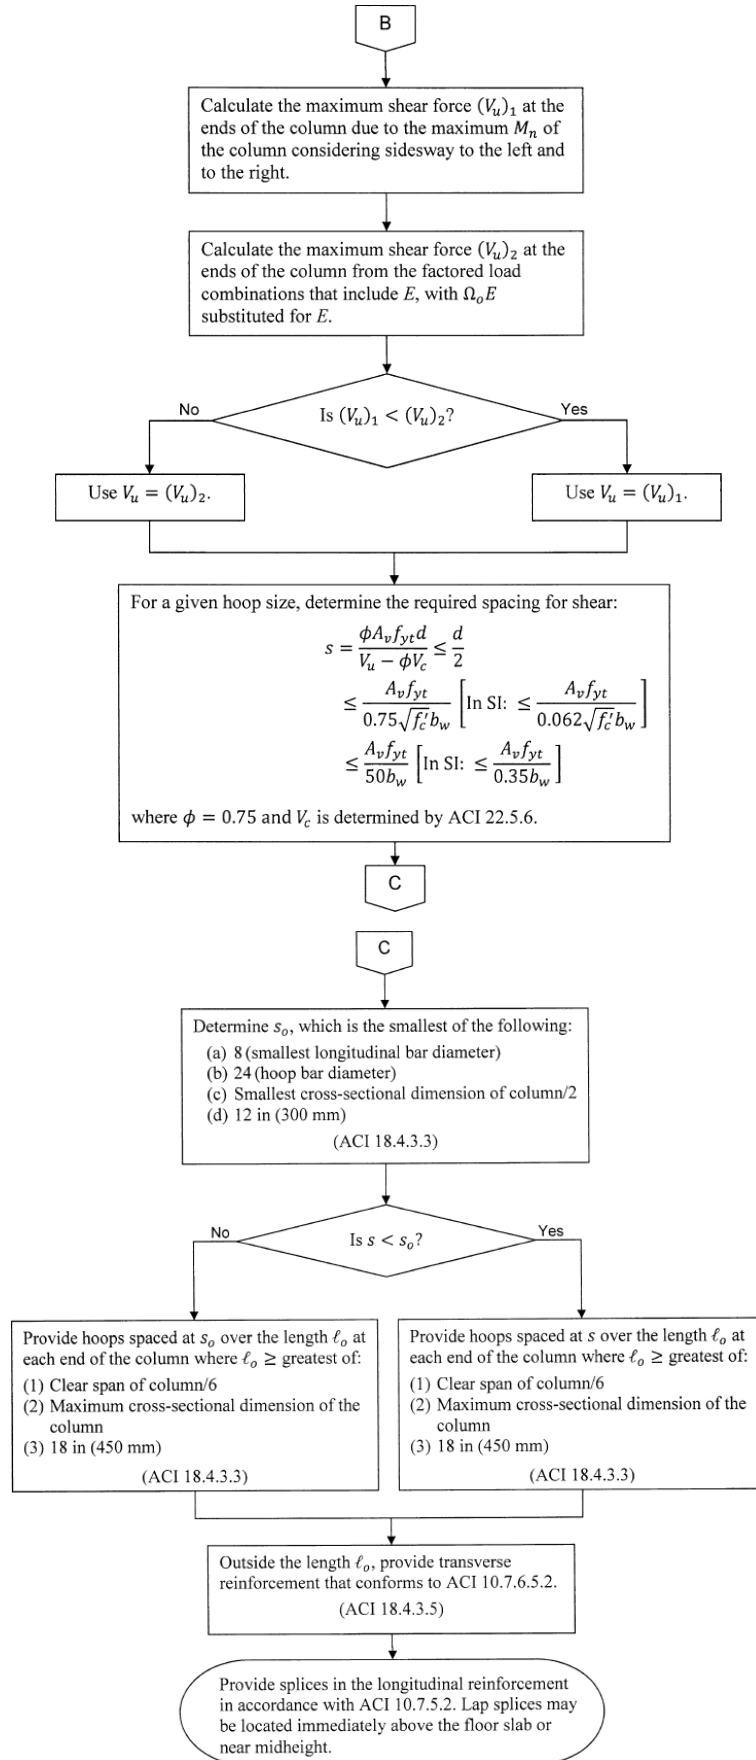 B
Calculate the maximum shear force (V_u)_1 at the
ends of the column due to the maximum M_n of
the column considering sidesway to the left and
to the right.
Calculate the maximum shear force (V_u)_2 at the
ends of the column from the factored load
combinations that include E, with Ω_oE
substituted for E.
Is (V_u)_1 < (V_u)_2?
No
Yes
Use V_u = (V_u)_2.
Use V_u = (V_u)_1.
For a given hoop size, determine the required spacing for shear:
s = ϕA_vf_ytd / (V_u − ϕV_c) ≤ d/2
≤ A_vf_yt / (0.75√f_c′b_w) [In SI: ≤ A_vf_yt / (0.062√f_c′b_w)]
≤ A_vf_yt / 50b_w [In SI: ≤ A_vf_yt / 0.35b_w]
where ϕ = 0.75 and V_c is determined by ACI 22.5.6.
C
C
Determine s_o, which is the smallest of the following:
(a) 8 (smallest longitudinal bar diameter)
(b) 24 (hoop bar diameter)
(c) Smallest cross-sectional dimension of column/2
(d) 12 in (300 mm)
(ACI 18.4.3.3)
Is s < s_o?
No
Yes
Provide hoops spaced at s_o over the length ℓ_o at
each end of the column where ℓ_o ≥ greatest of:
(1) Clear span of column/6
(2) Maximum cross-sectional dimension of the
column
(3) 18 in (450 mm)
(ACI 18.4.3.3)
Provide hoops spaced at s over the length ℓ_o at
each end of the column where ℓ_o ≥ greatest of:
(1) Clear span of column/6
(2) Maximum cross-sectional dimension of the
column
(3) 18 in (450 mm)
(ACI 18.4.3.3)
Outside the length ℓ_o, provide transverse
reinforcement that conforms to ACI 10.7.6.5.2.
(ACI 18.4.3.5)
Provide splices in the longitudinal reinforcement
in accordance with ACI 10.7.5.2. Lap splices may
be located immediately above the floor slab or
near midheight.